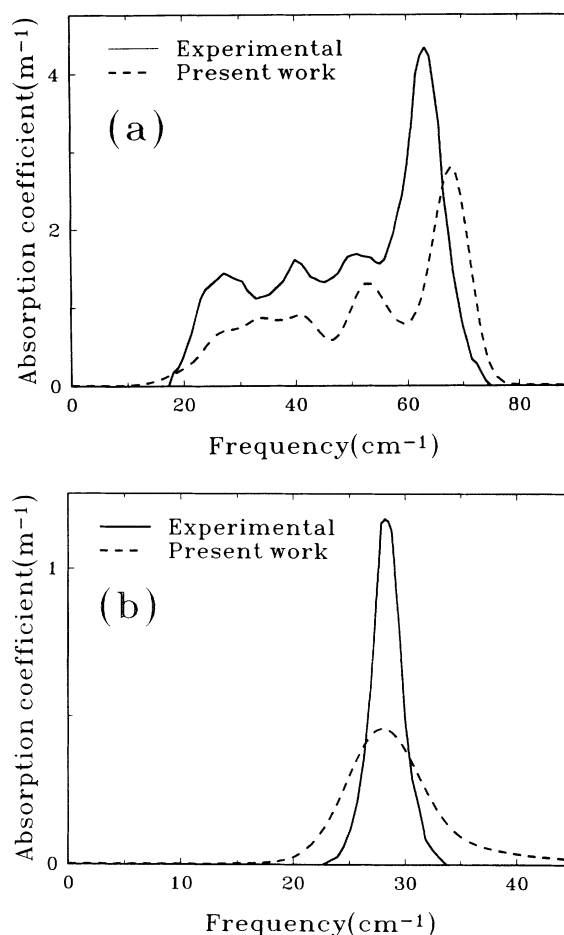 Experimental
Present work
(a)
Absorption coefficient(m⁻¹)
4
2
0
0 20 40 60 80
Frequency(cm⁻¹)
Experimental
Present work
(b)
Absorption coefficient(m⁻¹)
1
0
0 10 20 30 40
Frequency(cm⁻¹)